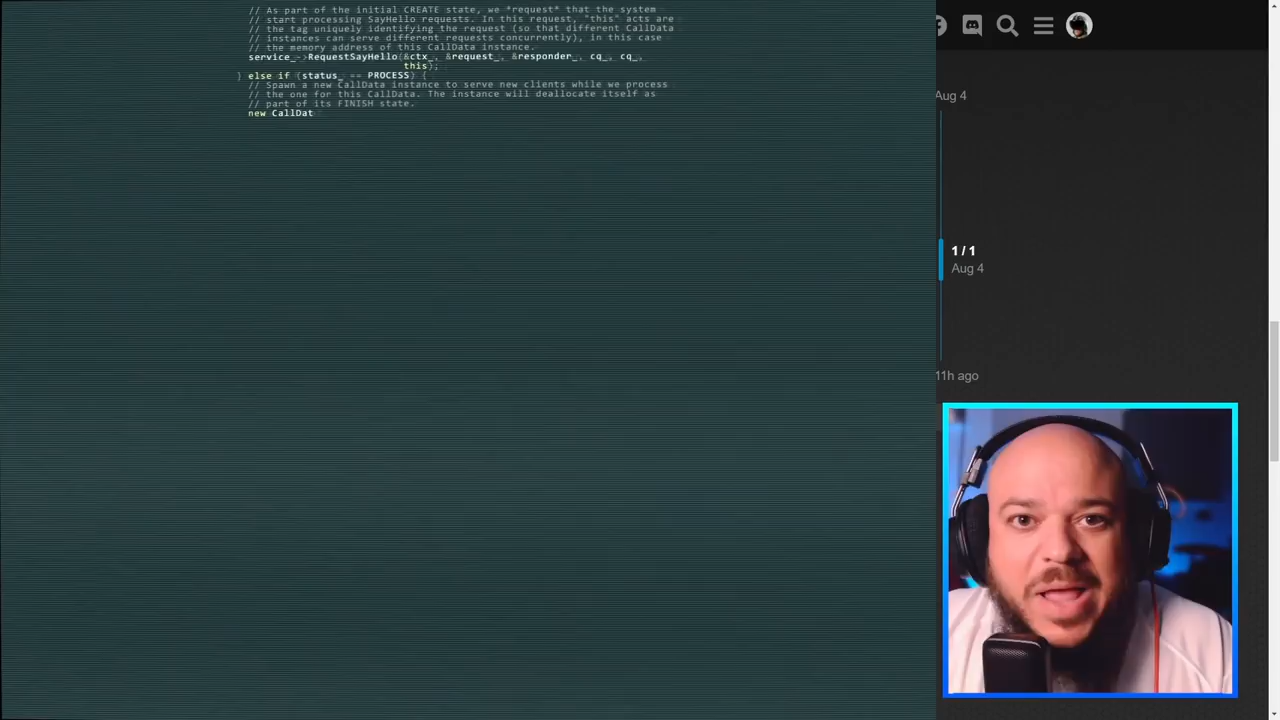 // As part of the initial CREATE state, we *request* that the system
// start processing SayHello requests. In this request, "this" acts are
// the tag uniquely identifying the request (so that different CallData
// instances can serve different requests concurrently), in this case
// the memory address of this CallData instance.
service_->RequestSayHello(&ctx_, &request_, &responder_, cq_, cq_,
this);
} else if (status_ == PROCESS) {
// Spawn a new CallData instance to serve new clients while we process
// the one for this CallData. The instance will deallocate itself as
// part of its FINISH state.
new CallDat
Aug 4
1 / 1
Aug 4
11h ago